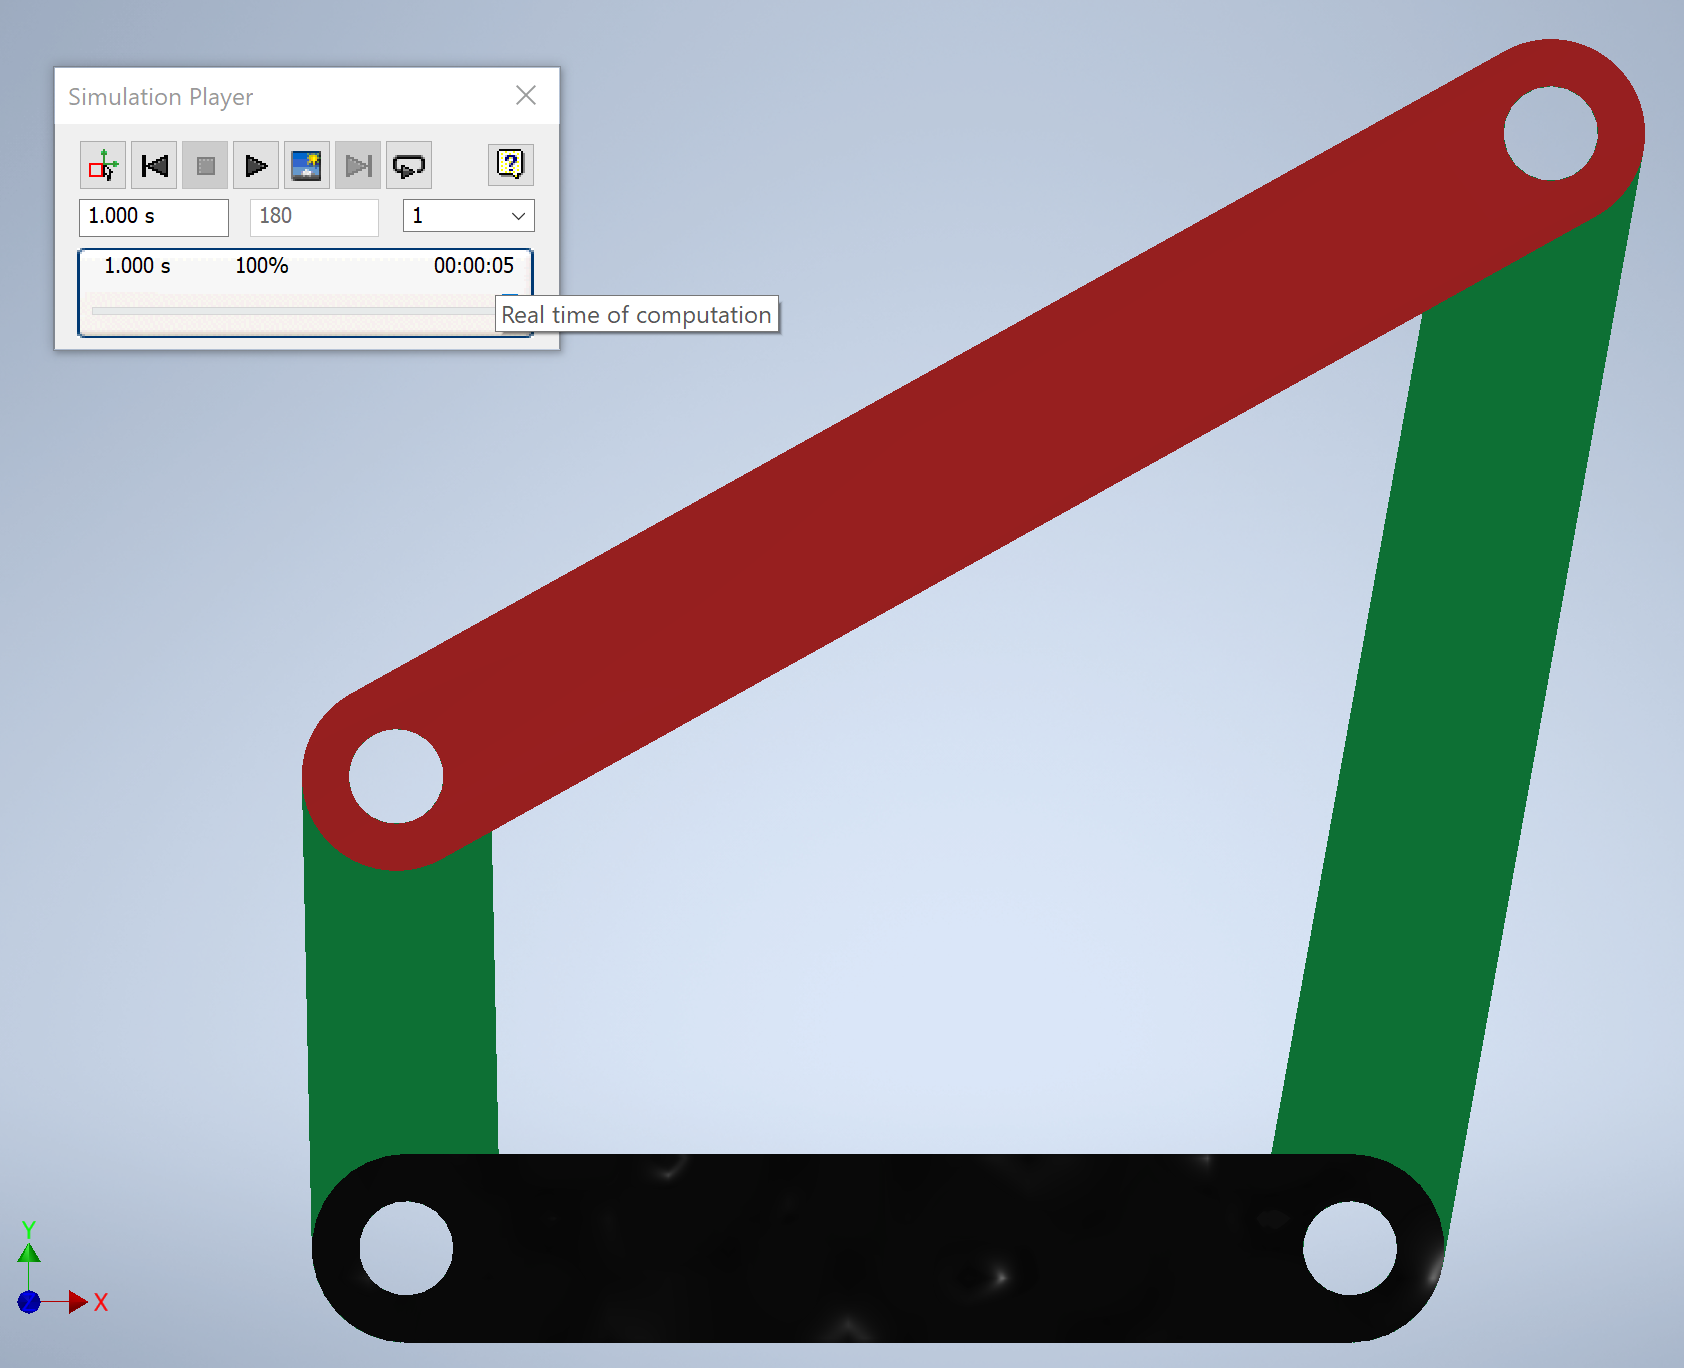 Simulation Player
1.000 s 180 1
1.000 s 100% 00:00:05
Real time of computation
Y
X